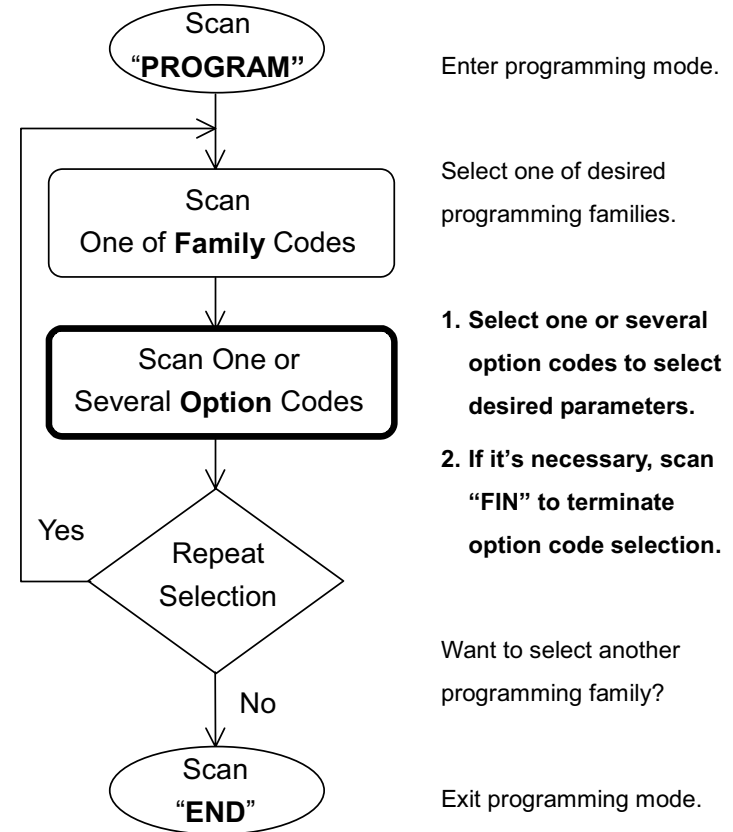 Scan
“PROGRAM”
Enter programming mode.
Scan
One of Family Codes
Select one of desired
programming families.
Scan One or
Several Option Codes
1. Select one or several
option codes to select
desired parameters.
2. If it’s necessary, scan
“FIN” to terminate
option code selection.
Yes
Repeat
Selection
Want to select another
programming family?
No
Scan
“END”
Exit programming mode.